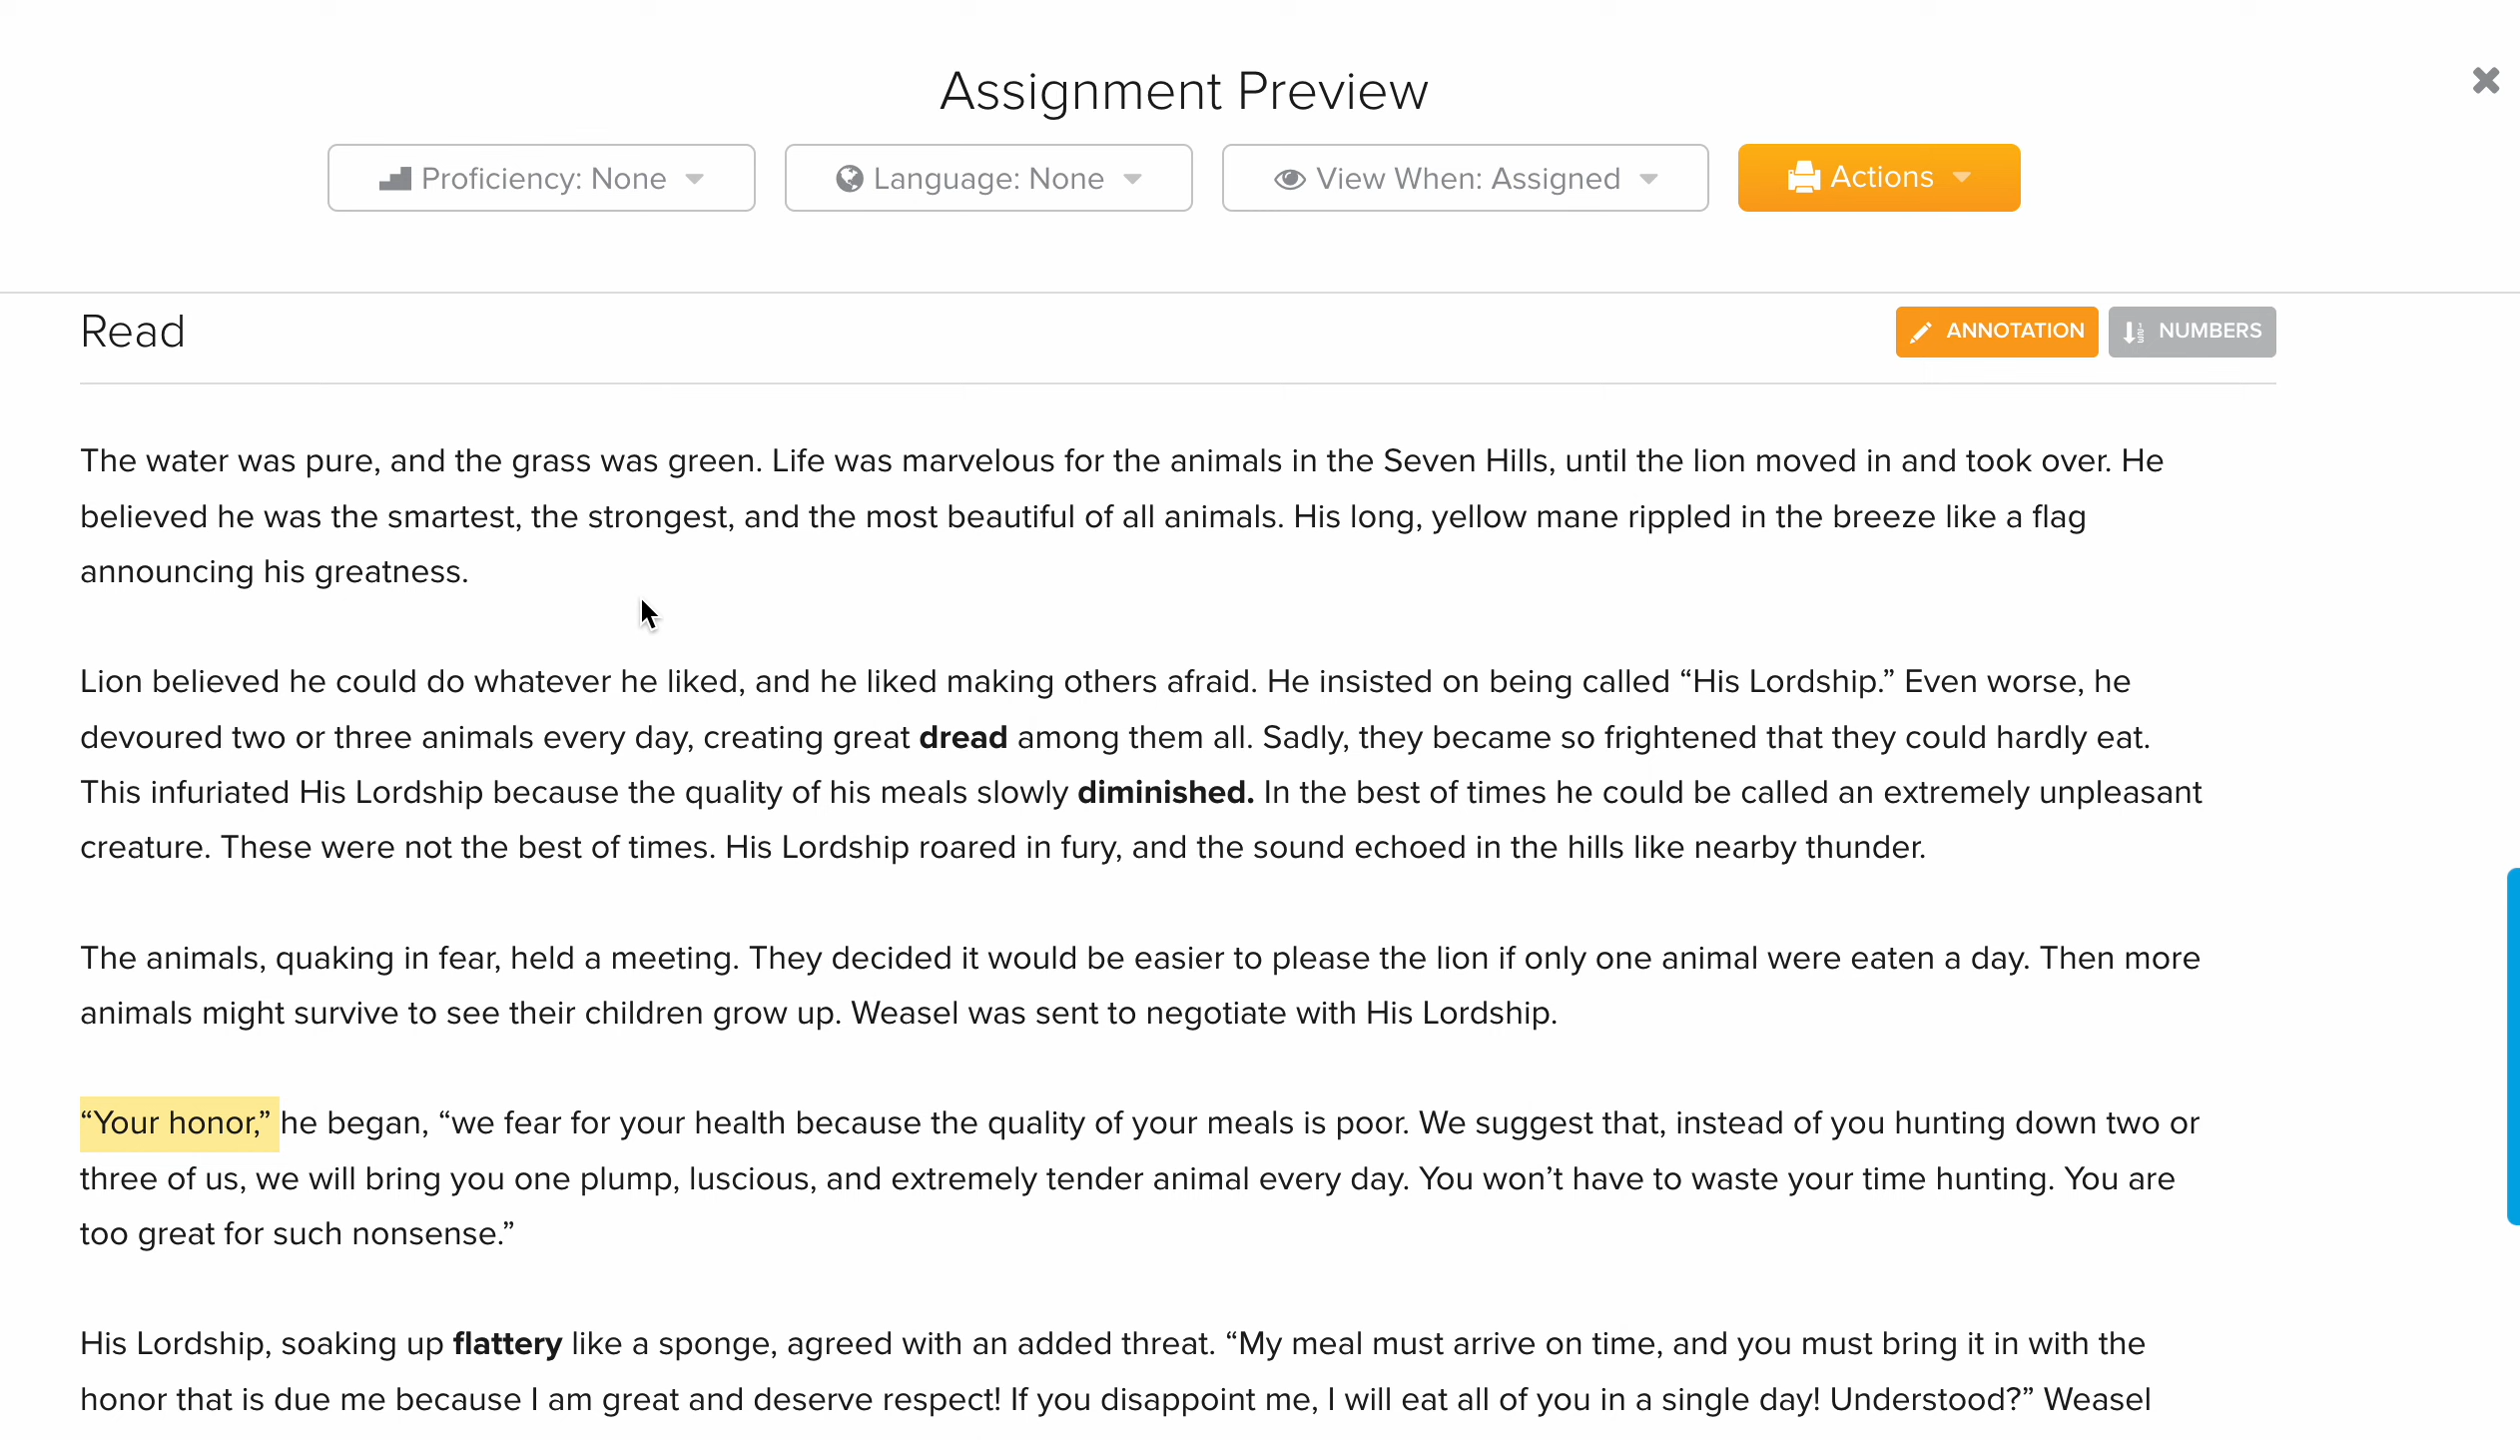 Assignment Preview
Proficiency: None
Language: None
View When: Assigned
Actions
Read
ANNOTATION
NUMBERS
The water was pure, and the grass was green. Life was marvelous for the animals in the Seven Hills, until the lion moved in and took over. He
believed he was the smartest, the strongest, and the most beautiful of all animals. His long, yellow mane rippled in the breeze like a flag
announcing his greatness.
Lion believed he could do whatever he liked, and he liked making others afraid. He insisted on being called “His Lordship.” Even worse, he
devoured two or three animals every day, creating great dread among them all. Sadly, they became so frightened that they could hardly eat.
This infuriated His Lordship because the quality of his meals slowly diminished. In the best of times he could be called an extremely unpleasant
creature. These were not the best of times. His Lordship roared in fury, and the sound echoed in the hills like nearby thunder.
The animals, quaking in fear, held a meeting. They decided it would be easier to please the lion if only one animal were eaten a day. Then more
animals might survive to see their children grow up. Weasel was sent to negotiate with His Lordship.
“Your honor,” he began, “we fear for your health because the quality of your meals is poor. We suggest that, instead of you hunting down two or
three of us, we will bring you one plump, luscious, and extremely tender animal every day. You won’t have to waste your time hunting. You are
too great for such nonsense.”
His Lordship, soaking up flattery like a sponge, agreed with an added threat. “My meal must arrive on time, and you must bring it in with the
honor that is due me because I am great and deserve respect! If you disappoint me, I will eat all of you in a single day! Understood?” Weasel